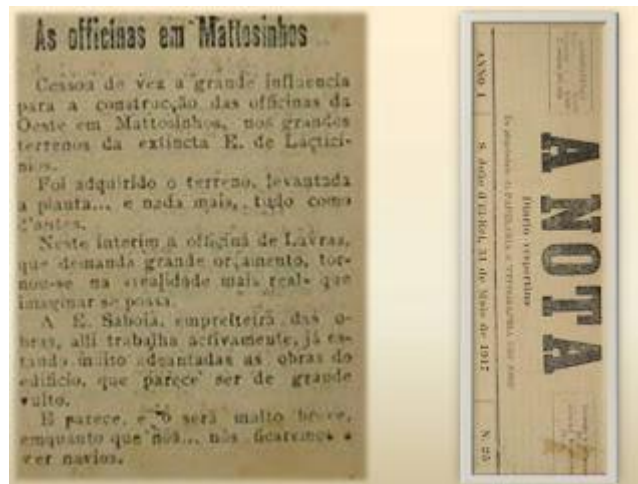 As officinas em Mattosinhos
Cessou de vez a grande influencia
para a construcção das officinas da
Oeste em Mattosinhos, nos grandes
terrenos da extincta E. de Lactici-
nios.
Foi adquirido o terreno, levantada
a planta... e nada mais, tudo como
d'antes.
Neste interim a officina de Lavras,
que demanda grande orçamento, tor-
nou-se na «realidade mais real» que
imaginar se possa.
A E. Saboia, empreiteira das o-
bras, alli trabalha activamente, já es-
tando muito adeantadas as obras do
edificio, que parece ser de grande
vulto.
E parece, e o será muito breve,
emquanto que nós... nós ficaremos a
ver navios.
A NOTA
Diario vespertino
ANNO I
S. João d'El-Rei, 31 de Maio de 1917
N. 25